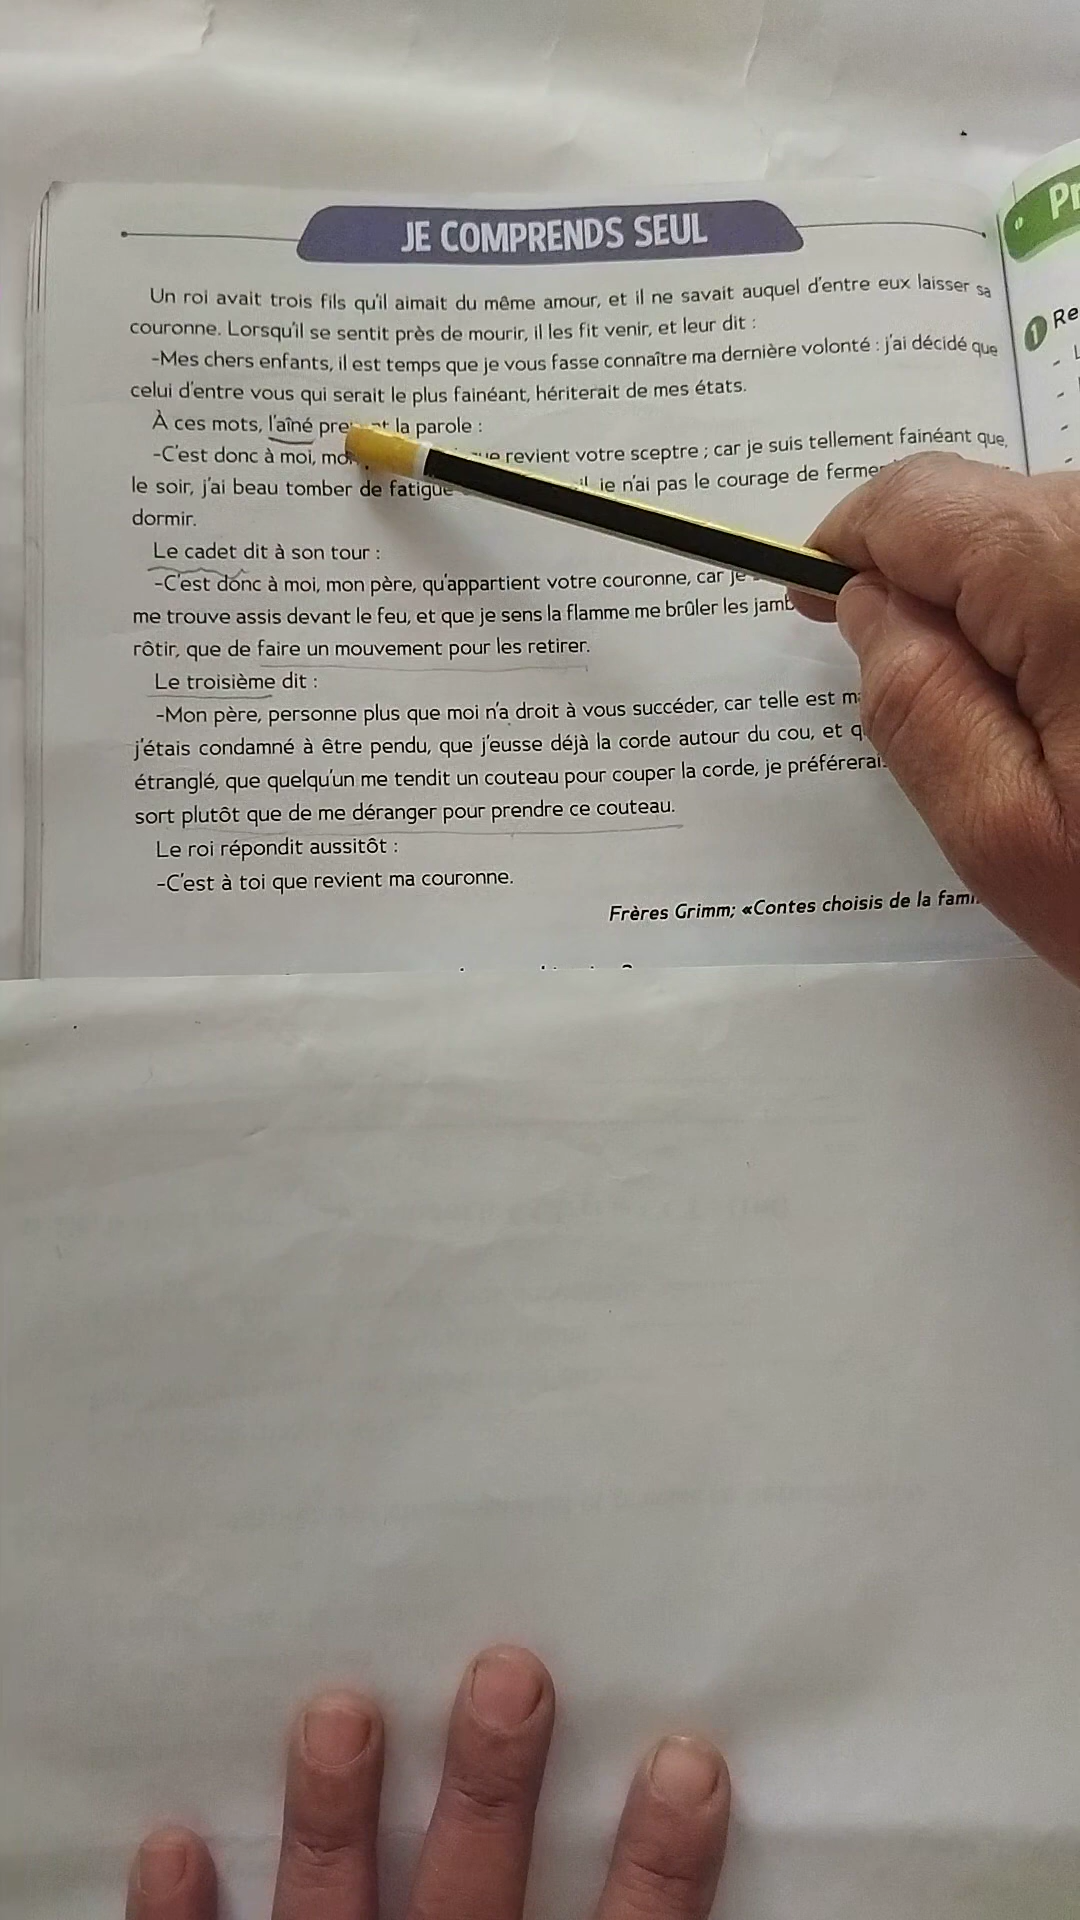 JE COMPRENDS SEUL
Un roi avait trois fils qu'il aimait du même amour, et il ne savait auquel d'entre eux laisser sa
couronne. Lorsqu'il se sentit près de mourir, il les fit venir, et leur dit :
-Mes chers enfants, il est temps que je vous fasse connaître ma dernière volonté : j'ai décidé que
celui d'entre vous qui serait le plus fainéant, hériterait de mes états.
À ces mots, l'aîné la parole :
-C'est donc à moi, revient votre sceptre ; car je suis tellement fainéant que,
le soir, j'ai beau tomber de fatigue je n'ai pas le courage de
dormir.
Le cadet dit à son tour :
-C'est donc à moi, mon père, qu'appartient votre couronne, car je
me trouve assis devant le feu, et que je sens la flamme me brûler les
rôtir, que de faire un mouvement pour les retirer.
Le troisième dit :
-Mon père, personne plus que moi n'a droit à vous succéder, car telle est
j'étais condamné à être pendu, que j'eusse déjà la corde autour du cou, et
étranglé, que quelqu'un me tendit un couteau pour couper la corde, je
sort plutôt que de me déranger pour prendre ce couteau.
Le roi répondit aussitôt :
-C'est à toi que revient ma couronne.
Frères Grimm; «Contes choisis de la
Pr
1 Re